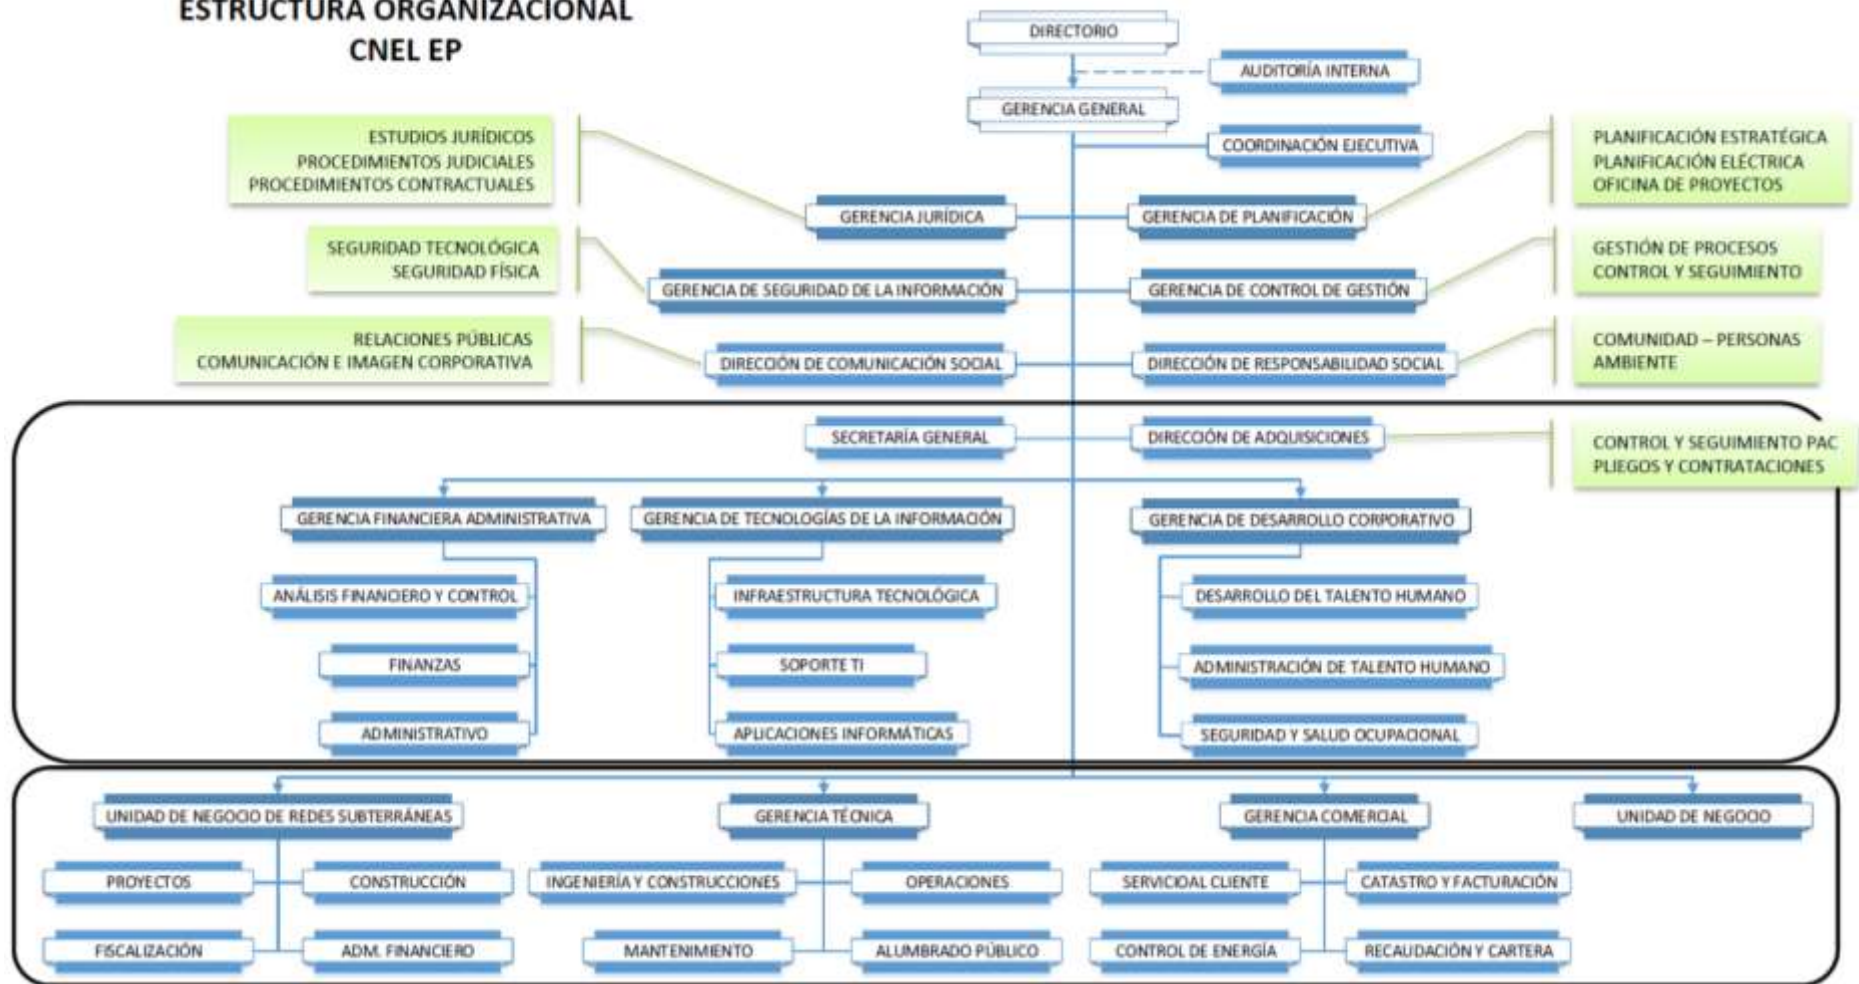 ESTRUCTURA ORGANIZACIONAL
CNEL EP
DIRECTORIO
AUDITORÍA INTERNA
GERENCIA GENERAL
COORDINACIÓN EJECUTIVA
ESTUDIOS JURÍDICOS
PROCEDIMIENTOS JUDICIALES
PROCEDIMIENTOS CONTRACTUALES
GERENCIA JURÍDICA
GERENCIA DE PLANIFICACIÓN
PLANIFICACIÓN ESTRATÉGICA
PLANIFICACIÓN ELÉCTRICA
OFICINA DE PROYECTOS
SEGURIDAD TECNOLÓGICA
SEGURIDAD FÍSICA
GERENCIA DE SEGURIDAD DE LA INFORMACIÓN
GERENCIA DE CONTROL DE GESTIÓN
GESTIÓN DE PROCESOS
CONTROL Y SEGUIMIENTO
RELACIONES PÚBLICAS
COMUNICACIÓN E IMAGEN CORPORATIVA
DIRECCIÓN DE COMUNICACIÓN SOCIAL
DIRECCIÓN DE RESPONSABILIDAD SOCIAL
COMUNIDAD – PERSONAS
AMBIENTE
SECRETARÍA GENERAL
DIRECCIÓN DE ADQUISICIONES
CONTROL Y SEGUIMIENTO PAC
PLIEGOS Y CONTRATACIONES
GERENCIA FINANCIERA ADMINISTRATIVA
GERENCIA DE TECNOLOGÍAS DE LA INFORMACIÓN
GERENCIA DE DESARROLLO CORPORATIVO
ANÁLISIS FINANCIERO Y CONTROL
INFRAESTRUCTURA TECNOLÓGICA
DESARROLLO DEL TALENTO HUMANO
FINANZAS
SOPORTE TI
ADMINISTRACIÓN DE TALENTO HUMANO
ADMINISTRATIVO
APLICACIONES INFORMÁTICAS
SEGURIDAD Y SALUD OCUPACIONAL
UNIDAD DE NEGOCIO DE REDES SUBTERRÁNEAS
GERENCIA TÉCNICA
GERENCIA COMERCIAL
UNIDAD DE NEGOCIO
PROYECTOS
CONSTRUCCIÓN
INGENIERÍA Y CONSTRUCCIONES
OPERACIONES
SERVICIOAL CLIENTE
CATASTRO Y FACTURACIÓN
FISCALIZACIÓN
ADM. FINANCIERO
MANTENIMIENTO
ALUMBRADO PÚBLICO
CONTROL DE ENERGÍA
RECAUDACIÓN Y CARTERA